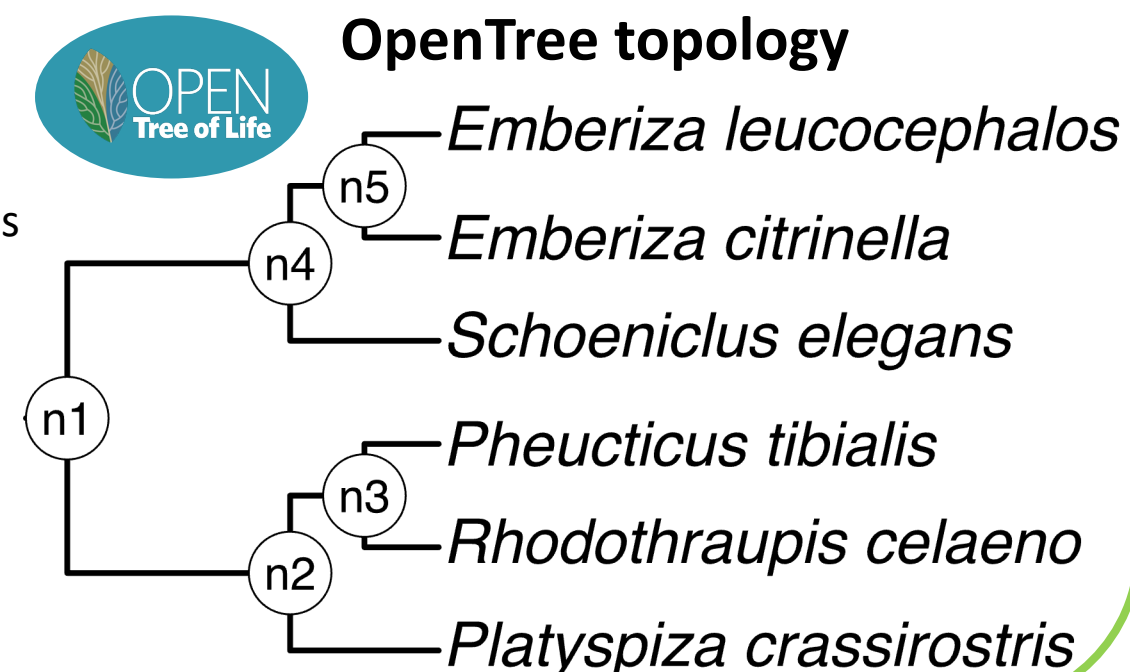 OpenTree topology
OPEN
Tree of Life
Emberiza leucocephalos
n5
s
Emberiza citrinella
n4
Schoeniclus elegans
n1
Pheucticus tibialis
n3
Rhodothraupis celaeno
n2
Platyspiza crassirostris